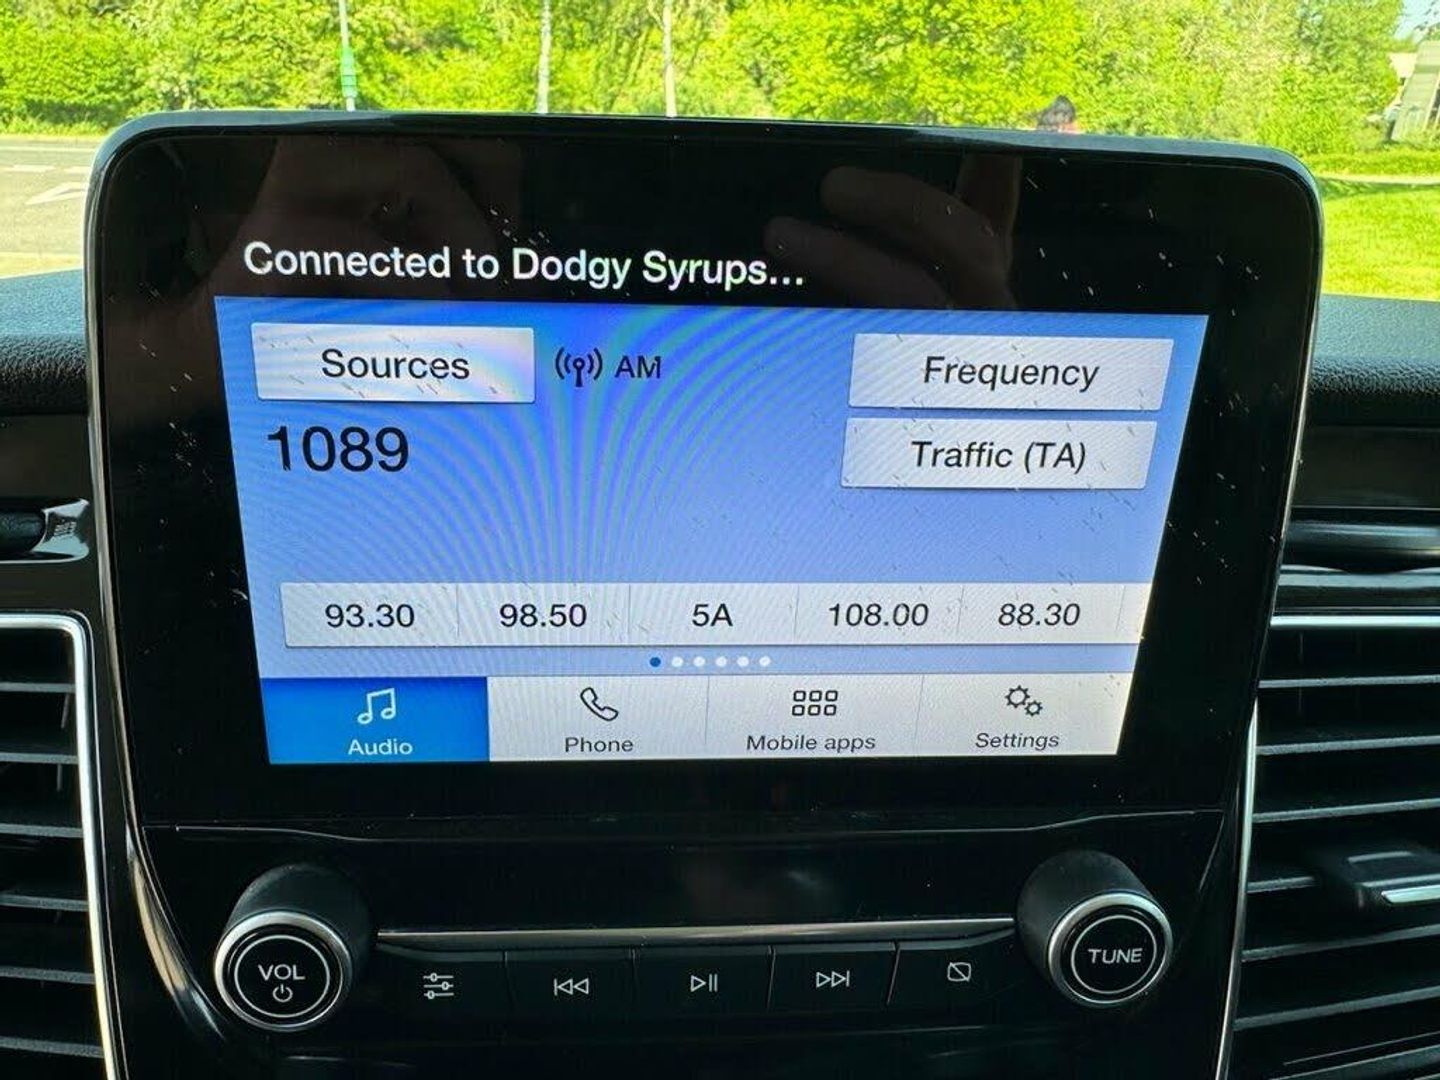 Connected to Dodgy Syrups...
Sources AM Frequency
1089
Traffic (TA)
93.30 98.50 5A 108.00 88.30
Audio Phone Mobile apps Settings
VOL TUNE